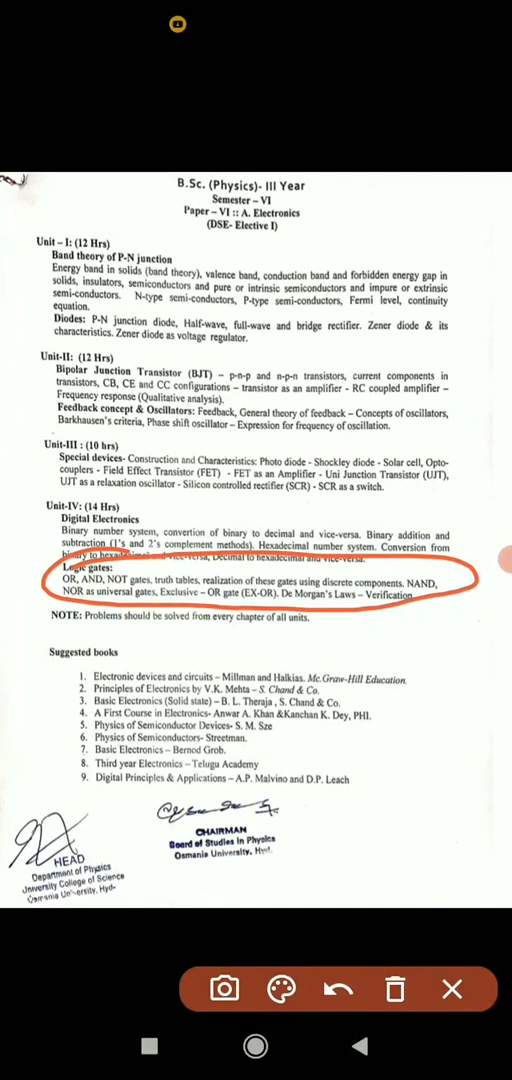 B.Sc. (Physics)- III Year
Semester – VI
Paper – VI :: A. Electronics
(DSE- Elective I)
Unit – I: (12 Hrs)
Band theory of P-N junction
Energy band in solids (band theory), valence band, conduction band and forbidden energy gap in
solids, insulators, semiconductors and pure or intrinsic semiconductors and impure or extrinsic
semi-conductors. N-type semi-conductors, P-type semi-conductors, Fermi level, continuity
equation.
Diodes: P-N junction diode, Half-wave, full-wave and bridge rectifier. Zener diode & its
characteristics. Zener diode as voltage regulator.
Unit-II: (12 Hrs)
Bipolar Junction Transistor (BJT) – p-n-p and n-p-n transistors, current components in
transistors, CB, CE and CC configurations – transistor as an amplifier - RC coupled amplifier –
Frequency response (Qualitative analysis).
Feedback concept & Oscillators: Feedback, General theory of feedback – Concepts of oscillators,
Barkhausen's criteria, Phase shift oscillator – Expression for frequency of oscillation.
Unit-III : (10 hrs)
Special devices- Construction and Characteristics: Photo diode - Shockley diode - Solar cell, Opto-
couplers - Field Effect Transistor (FET) - FET as an Amplifier - Uni Junction Transistor (UJT),
UJT as a relaxation oscillator - Silicon controlled rectifier (SCR) - SCR as a switch.
Unit-IV: (14 Hrs)
Digital Electronics
Binary number system, convertion of binary to decimal and vice-versa. Binary addition and
subtraction (1's and 2's complement methods). Hexadecimal number system. Conversion from
binary to hexadecimal and vice-versa, Decimal to hexadecimal and vice-versa.
Logic gates:
OR, AND, NOT gates, truth tables, realization of these gates using discrete components. NAND,
NOR as universal gates, Exclusive – OR gate (EX-OR). De Morgan's Laws – Verification.
NOTE: Problems should be solved from every chapter of all units.
Suggested books
1. Electronic devices and circuits – Millman and Halkias. Mc.Graw-Hill Education.
2. Principles of Electronics by V.K. Mehta – S. Chand & Co.
3. Basic Electronics (Solid state) – B. L. Theraja , S. Chand & Co.
4. A First Course in Electronics- Anwar A. Khan &Kanchan K. Dey, PHI.
5. Physics of Semiconductor Devices- S. M. Sze
6. Physics of Semiconductors- Streetman.
7. Basic Electronics – Bernod Grob.
8. Third year Electronics – Telugu Academy
9. Digital Principles & Applications – A.P. Malvino and D.P. Leach
HEAD
Department of Physics
University College of Science
Osmania University, Hyd-
CHAIRMAN
Board of Studies in Physics
Osmania University, Hyd.